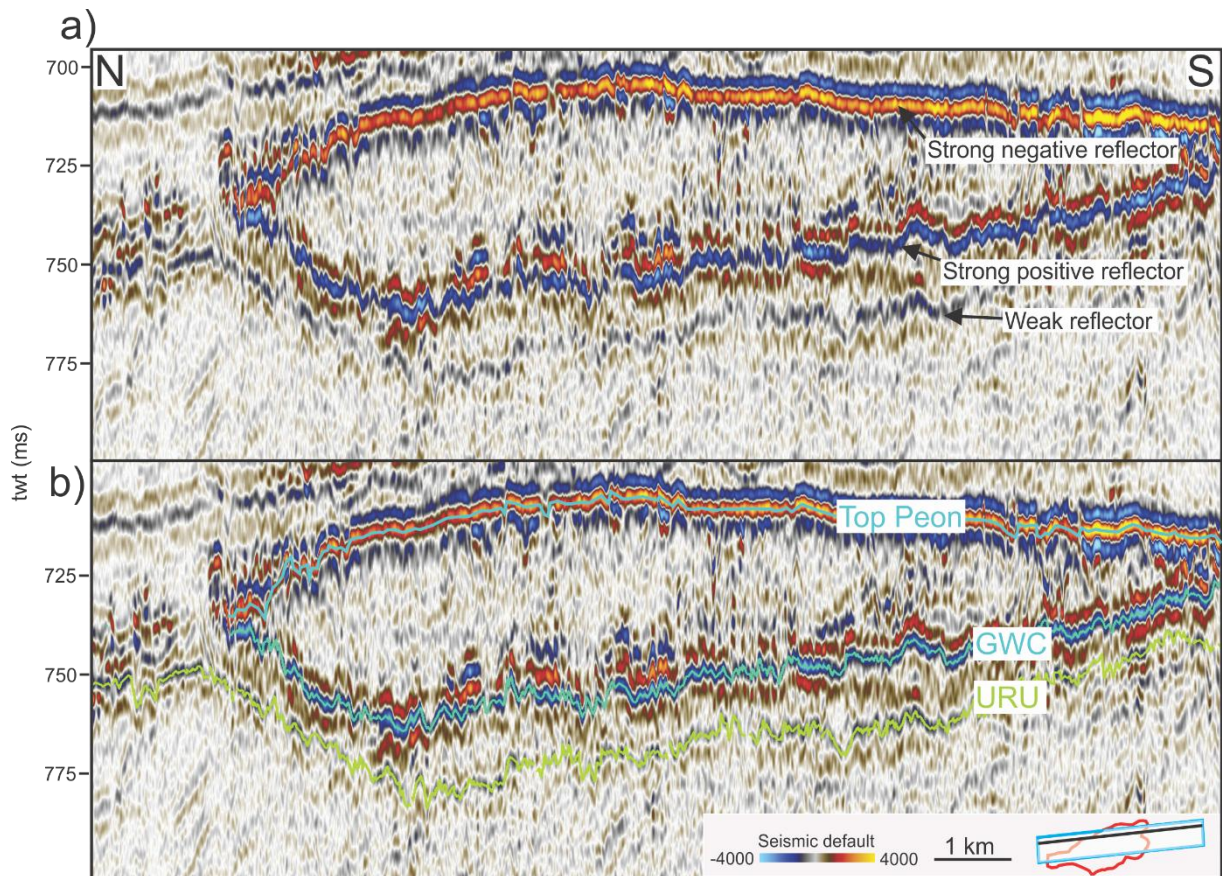 a)
N
S
700
725
750
775
Strong negative reflector
Strong positive reflector
Weak reflector
twt (ms)
b)
725
750
775
Top Peon
GWC
URU
Seismic default
-4000
4000
1 km